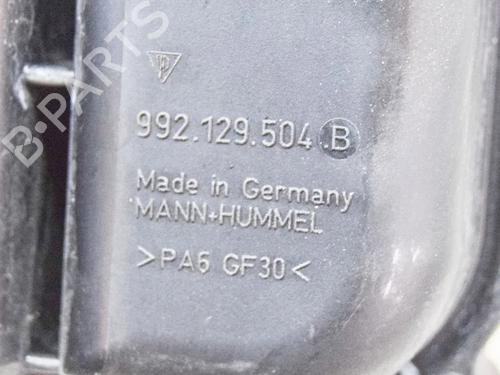 B-PARTS
992.129.504.B
Made in Germany
MANN+HUMMEL
>PA6 GF30<